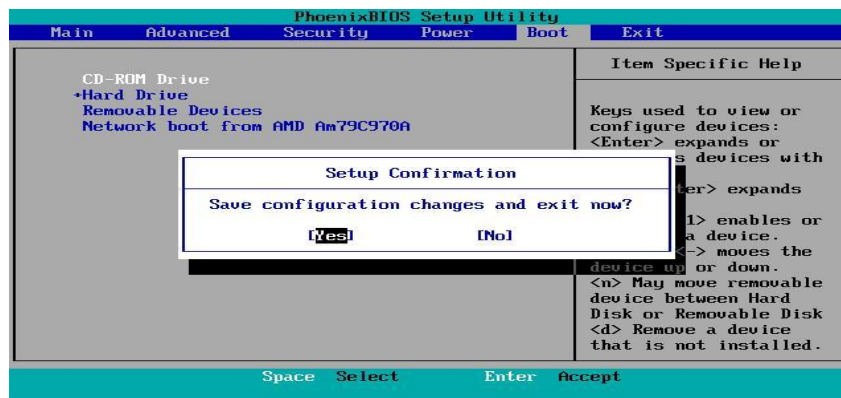 PhoenixBIOS Setup Utility
Main Advanced Security Power Boot Exit
CD-ROM Drive
+Hard Drive
Removable Devices
Network boot from AMD Am79C970A
Setup Confirmation
Save configuration changes and exit now?
[Yes] [No]
Item Specific Help
Keys used to view or
configure devices:
<Enter> expands or
s devices with
ter> expands
1> enables or
a device.
<-> moves the
device up or down.
<n> May move removable
device between Hard
Disk or Removable Disk
<d> Remove a device
that is not installed.
Space Select Enter Accept